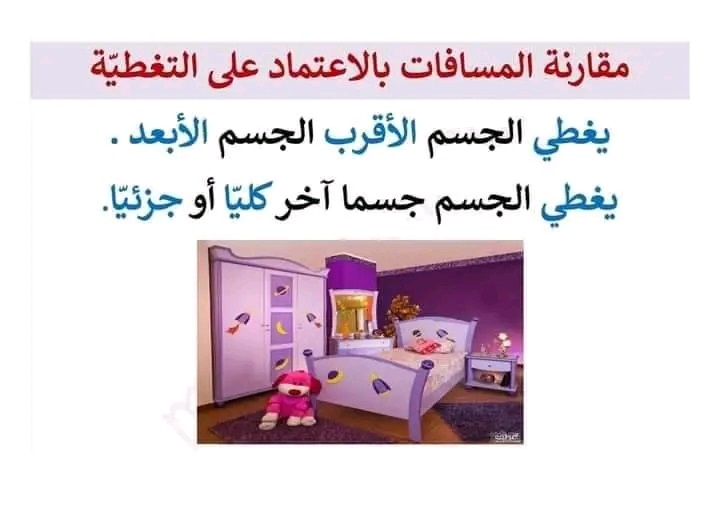 مقارنة المسافات بالاعتماد على التغطيّة
يغطي الجسم الأقرب الجسم الأبعد .
يغطي الجسم جسما آخر كليّا أو جزئيّا.